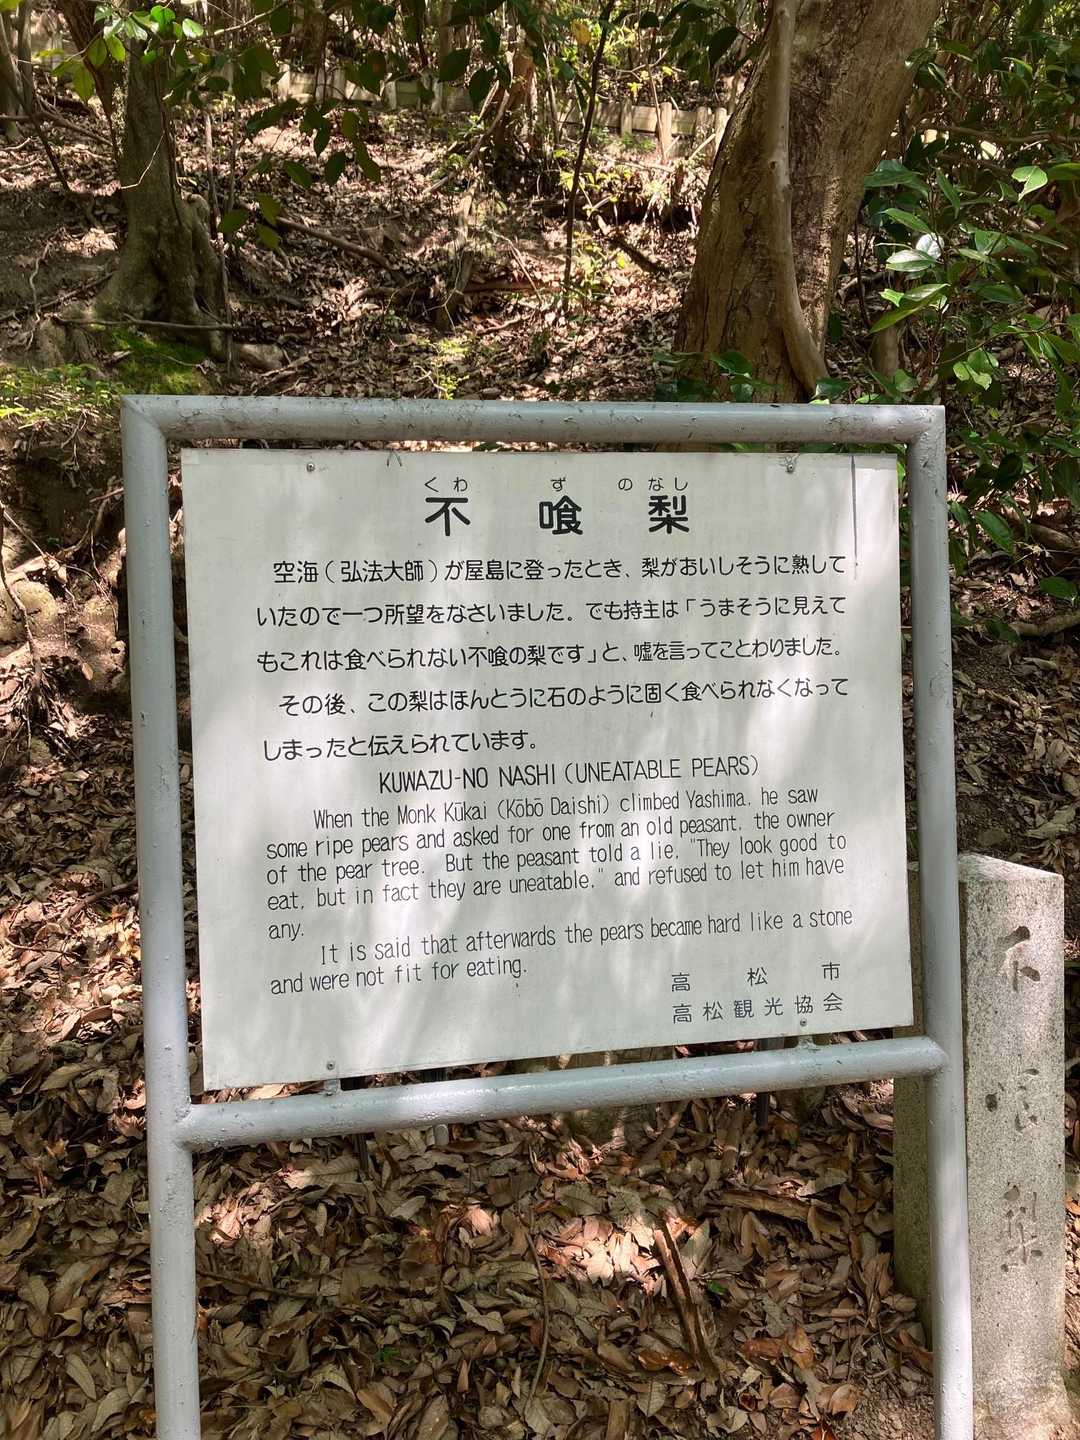 くわ ず のなし
不喰梨
空海(弘法大師)が屋島に登ったとき、梨がおいしそうに熟して
いたので一つ所望をなさいました。でも持主は「うまそうに見えて
もこれは食べられない不喰の梨です」と、嘘を言ってことわりました。
その後、この梨はほんとうに石のように固く食べられなくなって
しまったと伝えられています。
KUWAZU-NO NASHI (UNEATABLE PEARS)
When the Monk Kūkai (Kōbō Daishi) climbed Yashima, he saw
some ripe pears and asked for one from an old peasant, the owner
of the pear tree. But the peasant told a lie, "They look good to
eat, but in fact they are uneatable," and refused to let him have
any.
It is said that afterwards the pears became hard like a stone
and were not fit for eating.
高松市
高松観光協会
不喰梨